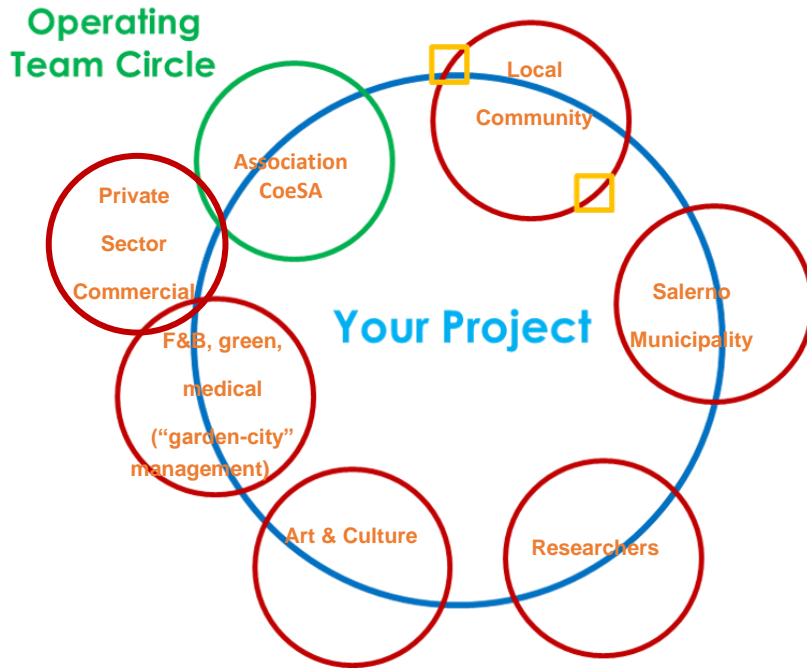 Operating
Team Circle
Local
Community
Association
CoeSA
Private
Sector
Commercial
Salerno
Municipality
Your Project
F&B, green,
medical
(“garden-city”
management)
Art & Culture
Researchers